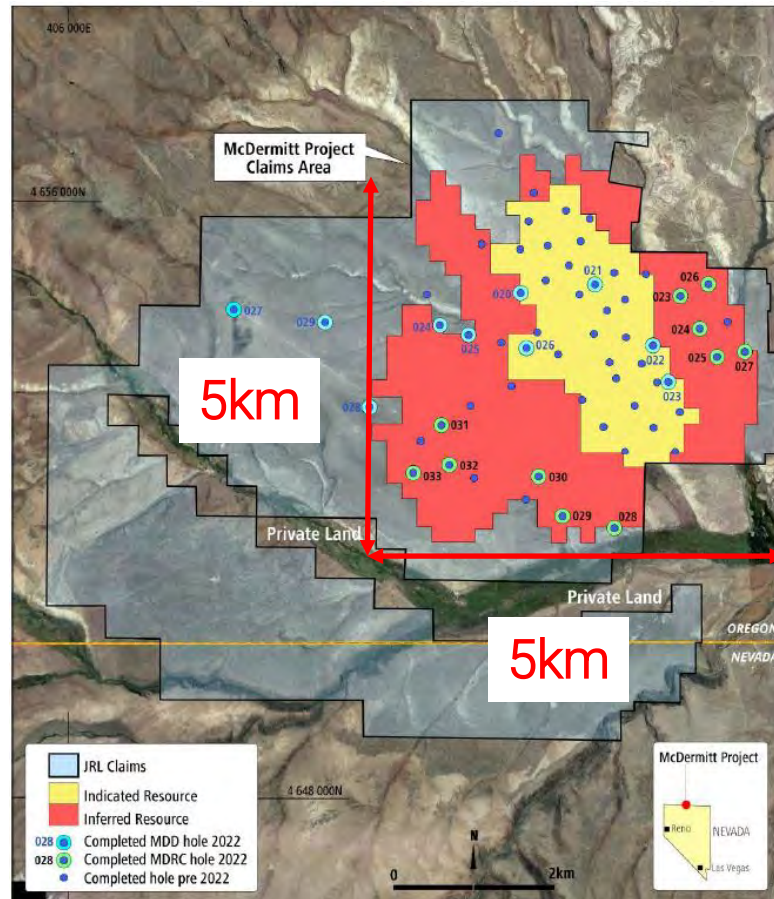 406 000E
McDermitt Project
Claims Area
4 656 000N
021
026
020
023
027
029
024
024
025
026
022
025
027
023
5km
028
031
033
032
030
029
028
Private Land
Private Land
OREGON
NEVADA
5km
JRL Claims
Indicated Resource
Inferred Resource
028 Completed MDD hole 2022
028 Completed MDRC hole 2022
Completed hole pre 2022
4 648 000N
N
0 2km
McDermitt Project
Reno NEVADA
Las Vegas